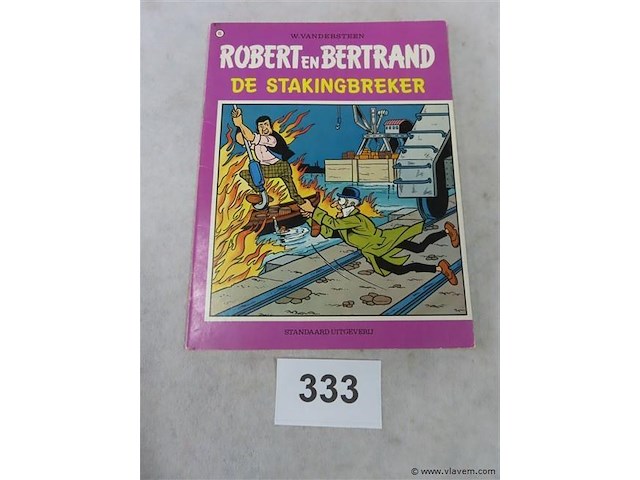 W. VANDERSTEEN
ROBERT EN BERTRAND
DE STAKINGBREKER
STANDAARD UITGEVERIJ
333
© www.vlavem.com